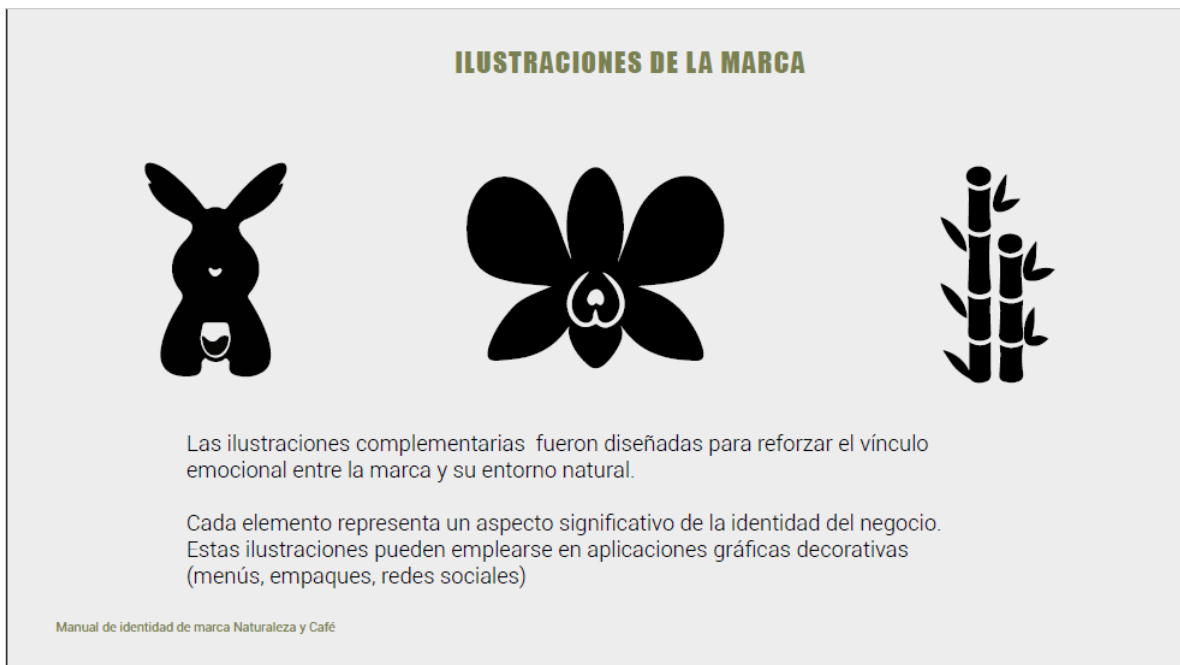 ILUSTRACIONES DE LA MARCA
Las ilustraciones complementarias fueron diseñadas para reforzar el vínculo
emocional entre la marca y su entorno natural.
Cada elemento representa un aspecto significativo de la identidad del negocio.
Estas ilustraciones pueden emplearse en aplicaciones gráficas decorativas
(menús, empaques, redes sociales)
Manual de identidad de marca Naturaleza y Café